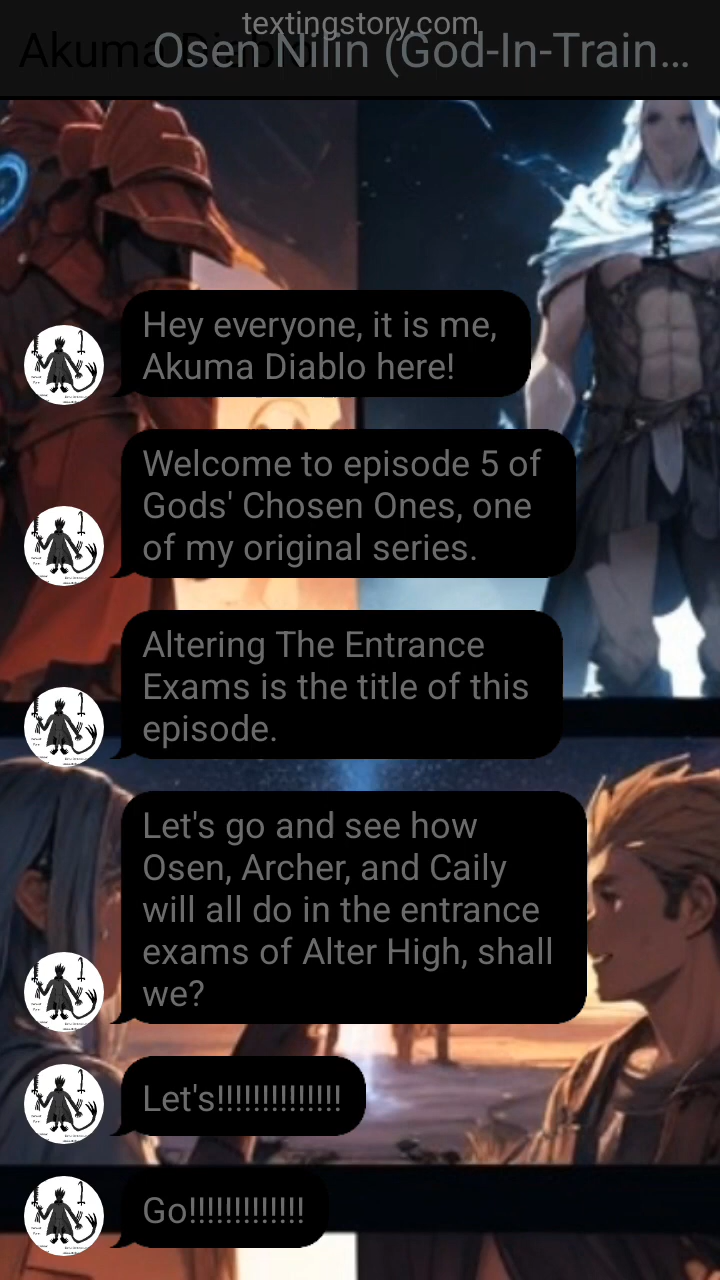 textingstory.com
Akuma Diablo
Osen Nilin (God-In-Train...
Hey everyone, it is me,
Akuma Diablo here!
Welcome to episode 5 of
Gods' Chosen Ones, one
of my original series.
Altering The Entrance
Exams is the title of this
episode.
Let's go and see how
Osen, Archer, and Caily
will all do in the entrance
exams of Alter High, shall
we?
Let's!!!!!!!!!!!!!!
Go!!!!!!!!!!!!!